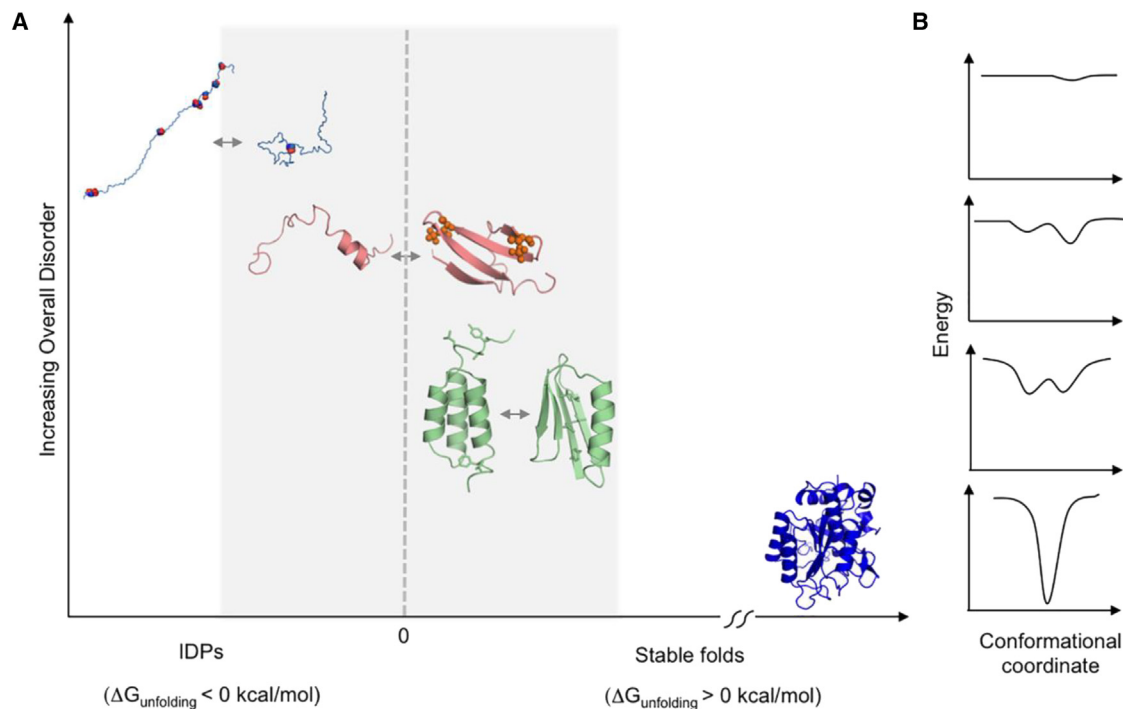 A
B
Increasing Overall Disorder
Energy
0
IDPs
Stable folds
(ΔGunfolding < 0 kcal/mol)
(ΔGunfolding > 0 kcal/mol)
Conformational
coordinate